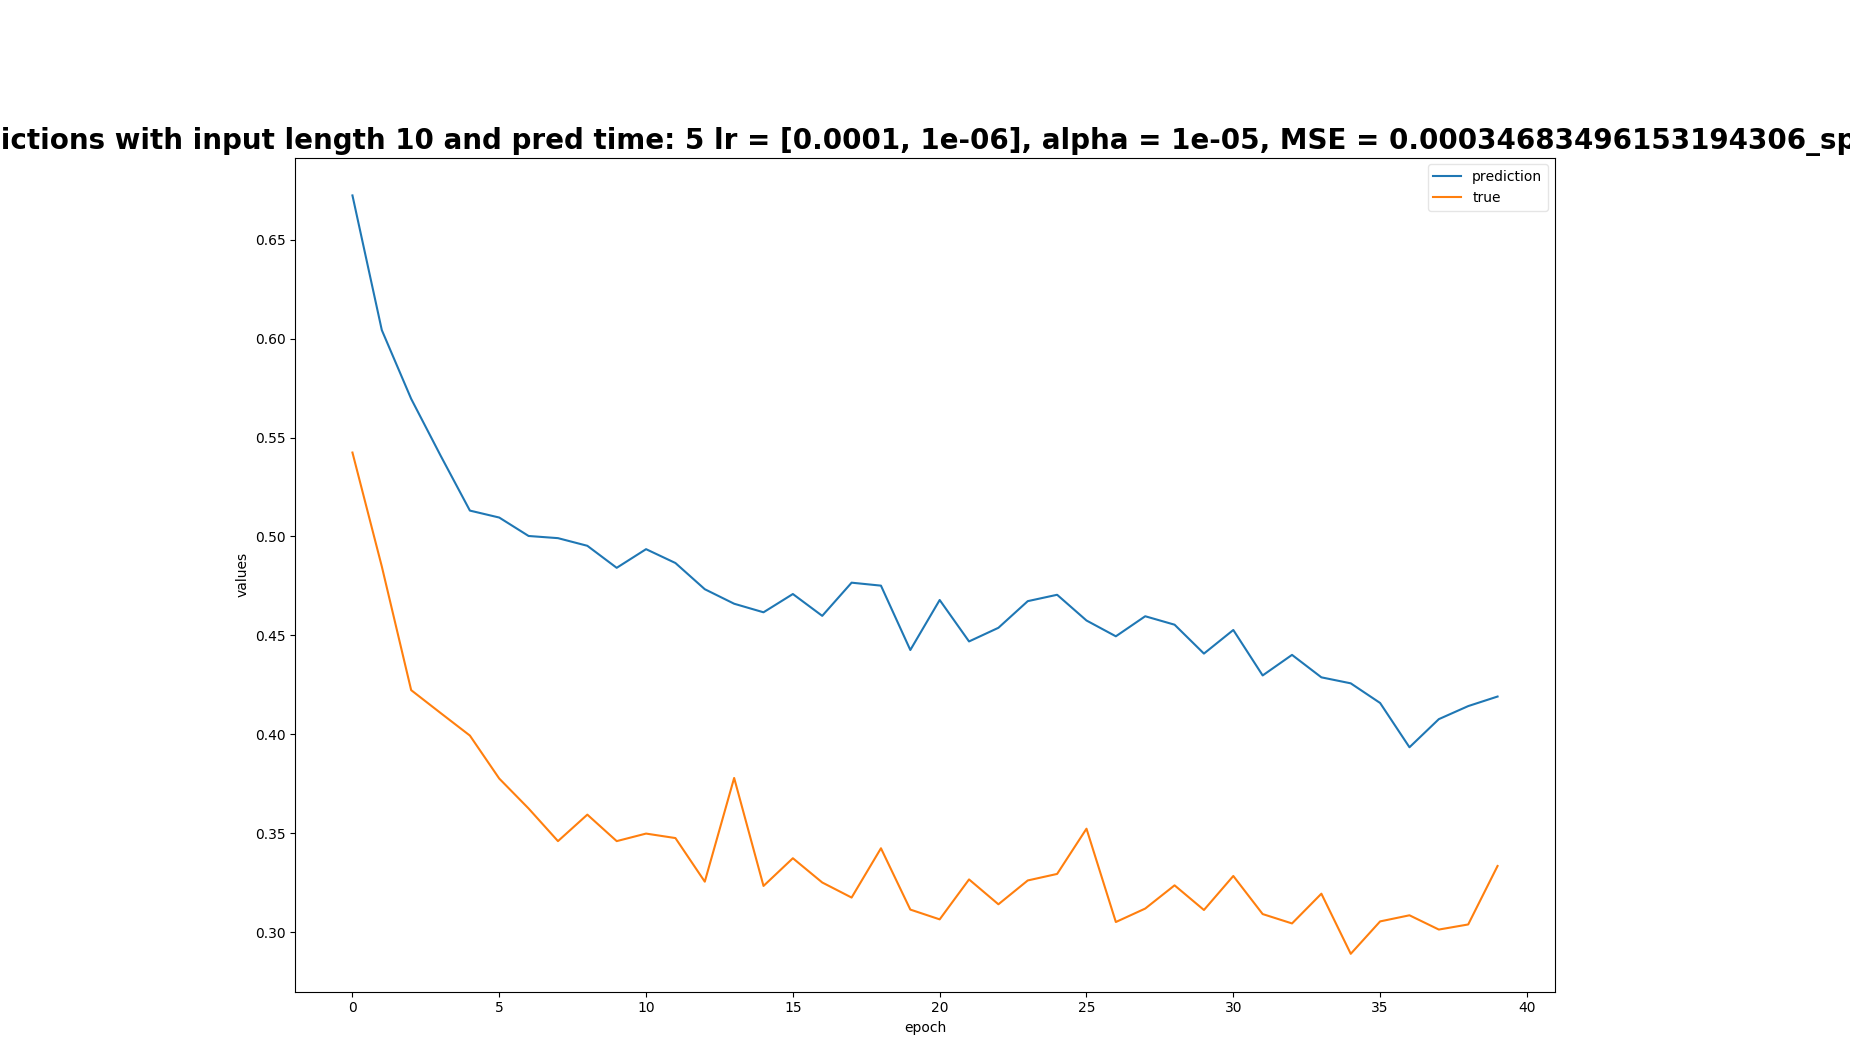 ictions with input length 10 and pred time: 5 lr = [0.0001, 1e-06], alpha = 1e-05, MSE = 0.00034683496153194306_sp
prediction
true
0.65
0.60
0.55
0.50
0.45
0.40
0.35
0.30
values
0 5 10 15 20 25 30 35 40
epoch